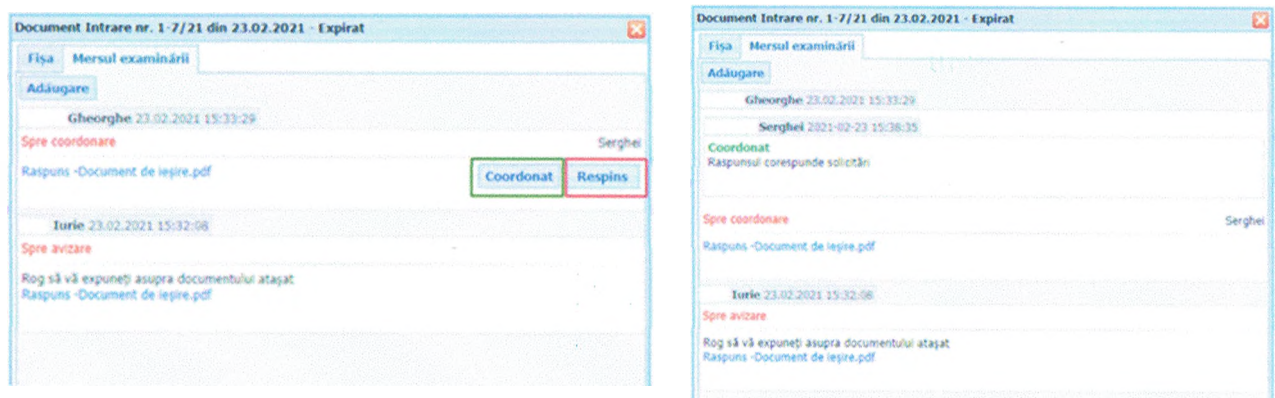 Document Intrare nr. 1-7/21 din 23.02.2021 - Expirat
Fișa Mersul examinării
Adăugare
Gheorghe 23.02.2021 15:33:29
Spre coordonare Serghei
Raspuns -Document de ieșire.pdf Coordonat Respins
Iurie 23.02.2021 15:32:08
Spre avizare
Rog să vă expuneți asupra documentului atașat
Raspuns -Document de ieșire.pdf
Document Intrare nr. 1-7/21 din 23.02.2021 - Expirat
Fișa Mersul examinării
Adăugare
Gheorghe 23.02.2021 15:33:29
Serghei 2021-02-23 15:38:35
Coordonat
Raspunsul corespunde solicitări
Spre coordonare Serghei
Raspuns -Document de ieșire.pdf
Iurie 23.02.2021 15:32:08
Spre avizare
Rog să vă expuneți asupra documentului atașat
Raspuns -Document de ieșire.pdf